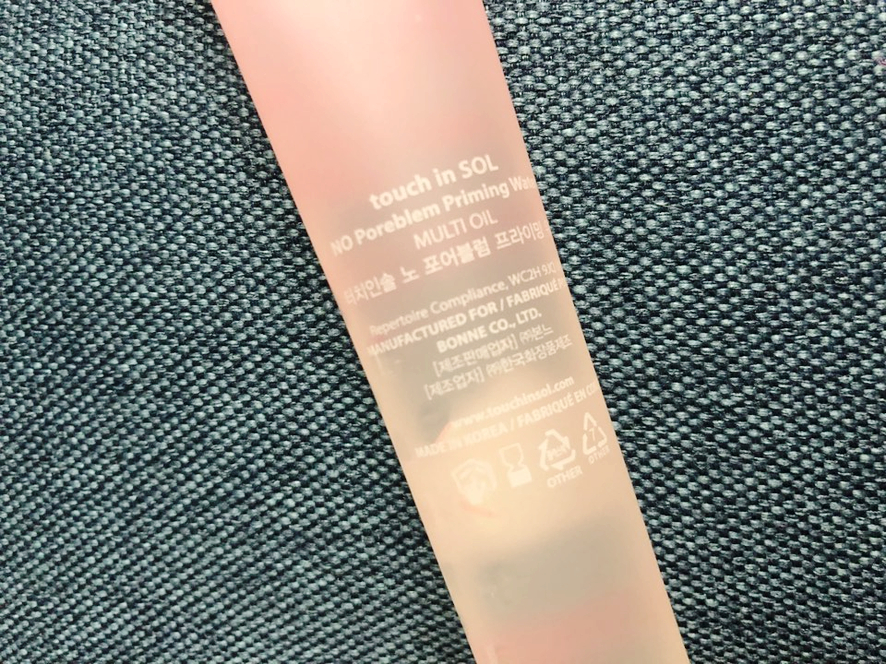 touch in SOL
NO Poreblem Priming
MULTI OIL
터치인솔 노 포어블럼 프라이밍
Repertoire Compliance, WC2H
MANUFACTURED FOR / FABRIQUÉ
BONNE CO., LTD.
[제조판매업자] ㈜본느
[제조업자] ㈜한국화장품제조
www.touchinsol.com
MADE IN KOREA / FABRIQUÉ EN
OTHER
OTHER